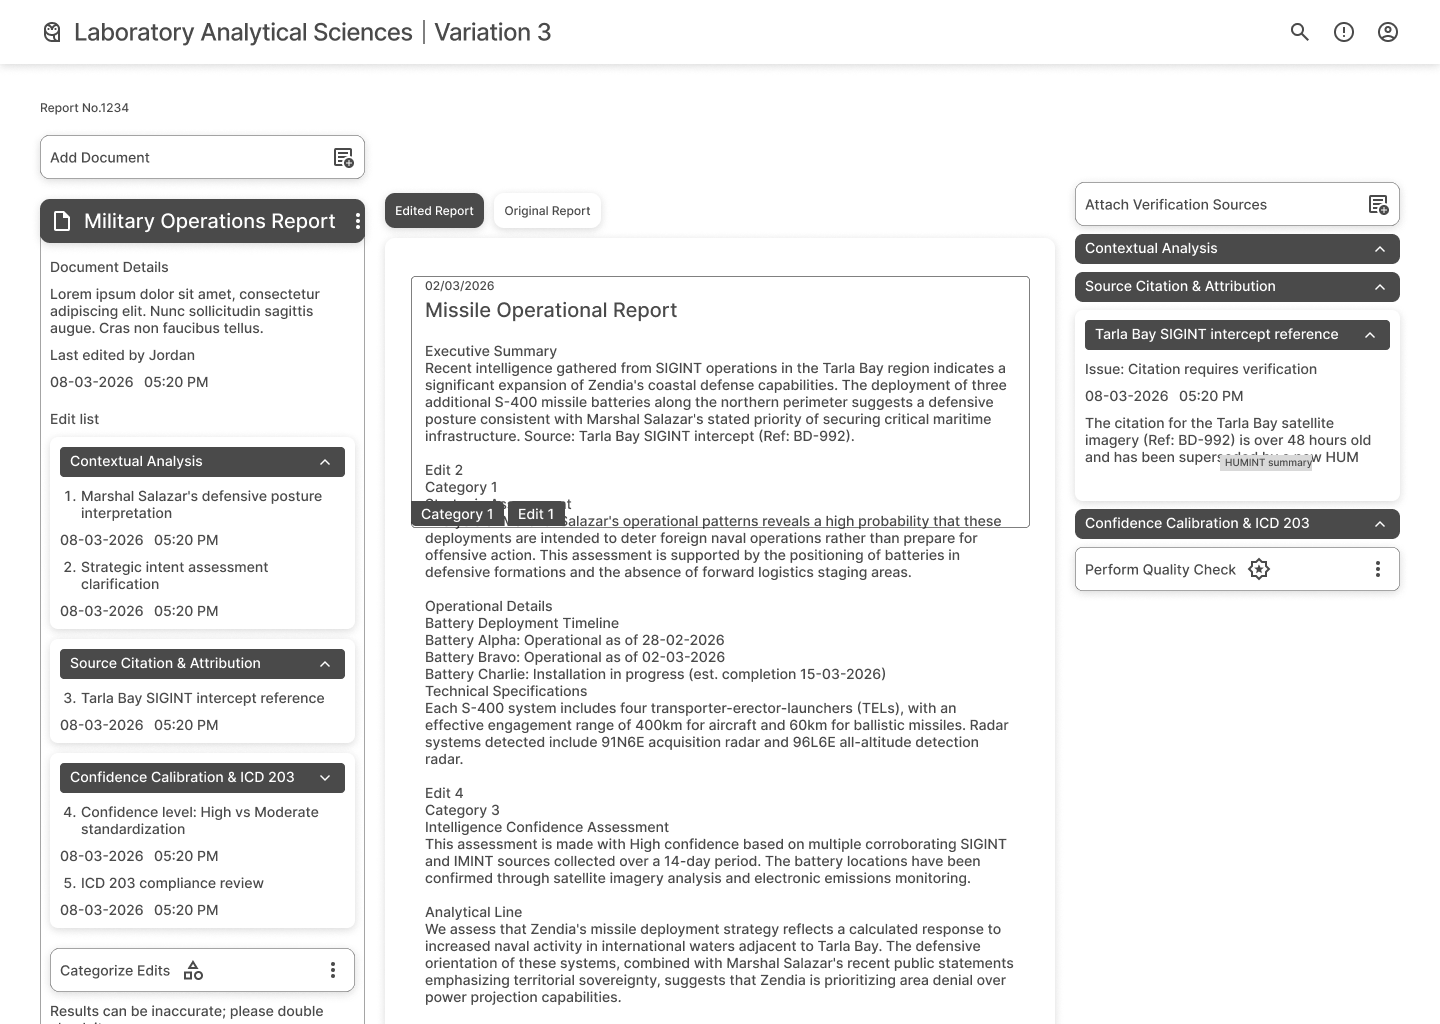 Laboratory Analytical Sciences | Variation 3
Report No.1234
Add Document
Military Operations Report
Document Details
Lorem ipsum dolor sit amet, consectetur
adipiscing elit. Nunc sollicitudin sagittis
augue. Cras non faucibus tellus.
Last edited by Jordan
08-03-2026 05:20 PM
Edit list
Contextual Analysis
1. Marshal Salazar's defensive posture
interpretation
08-03-2026 05:20 PM
2. Strategic intent assessment
clarification
08-03-2026 05:20 PM
Source Citation & Attribution
3. Tarla Bay SIGINT intercept reference
08-03-2026 05:20 PM
Confidence Calibration & ICD 203
4. Confidence level: High vs Moderate
standardization
08-03-2026 05:20 PM
5. ICD 203 compliance review
08-03-2026 05:20 PM
Categorize Edits
Results can be inaccurate; please double
Edited Report
Original Report
02/03/2026
Missile Operational Report
Executive Summary
Recent intelligence gathered from SIGINT operations in the Tarla Bay region indicates a
significant expansion of Zendia's coastal defense capabilities. The deployment of three
additional S-400 missile batteries along the northern perimeter suggests a defensive
posture consistent with Marshal Salazar's stated priority of securing critical maritime
infrastructure. Source: Tarla Bay SIGINT intercept (Ref: BD-992).
Edit 2
Category 1
Category 1
Edit 1
Salazar's operational patterns reveals a high probability that these
deployments are intended to deter foreign naval operations rather than prepare for
offensive action. This assessment is supported by the positioning of batteries in
defensive formations and the absence of forward logistics staging areas.
Operational Details
Battery Deployment Timeline
Battery Alpha: Operational as of 28-02-2026
Battery Bravo: Operational as of 02-03-2026
Battery Charlie: Installation in progress (est. completion 15-03-2026)
Technical Specifications
Each S-400 system includes four transporter-erector-launchers (TELs), with an
effective engagement range of 400km for aircraft and 60km for ballistic missiles. Radar
systems detected include 91N6E acquisition radar and 96L6E all-altitude detection
radar.
Edit 4
Category 3
Intelligence Confidence Assessment
This assessment is made with High confidence based on multiple corroborating SIGINT
and IMINT sources collected over a 14-day period. The battery locations have been
confirmed through satellite imagery analysis and electronic emissions monitoring.
Analytical Line
We assess that Zendia's missile deployment strategy reflects a calculated response to
increased naval activity in international waters adjacent to Tarla Bay. The defensive
orientation of these systems, combined with Marshal Salazar's recent public statements
emphasizing territorial sovereignty, suggests that Zendia is prioritizing area denial over
power projection capabilities.
Attach Verification Sources
Contextual Analysis
Source Citation & Attribution
Tarla Bay SIGINT intercept reference
Issue: Citation requires verification
08-03-2026 05:20 PM
The citation for the Tarla Bay satellite
imagery (Ref: BD-992) is over 48 hours old
and has been superseded by a new HUM
HUMINT summary
Confidence Calibration & ICD 203
Perform Quality Check